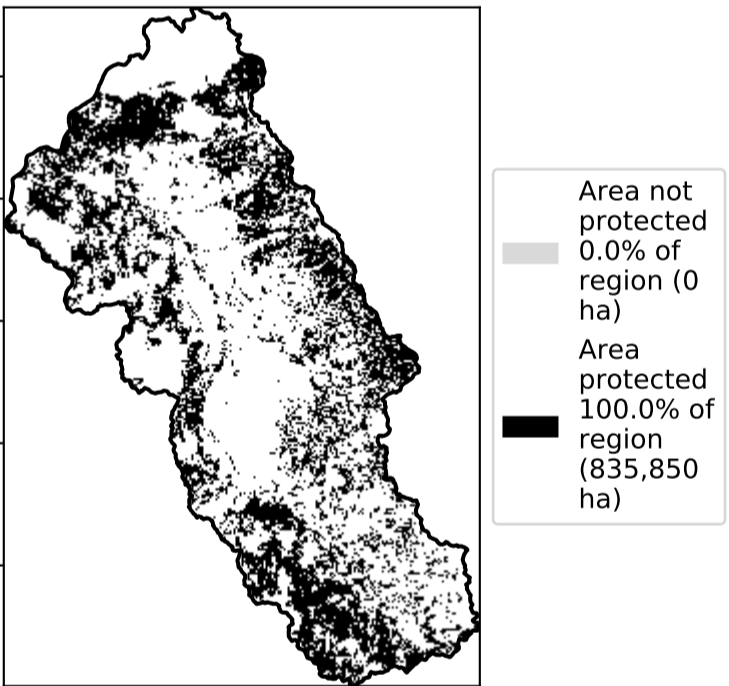 Area not
protected
0.0% of
region (0
ha)
Area
protected
100.0% of
region
(835,850
ha)